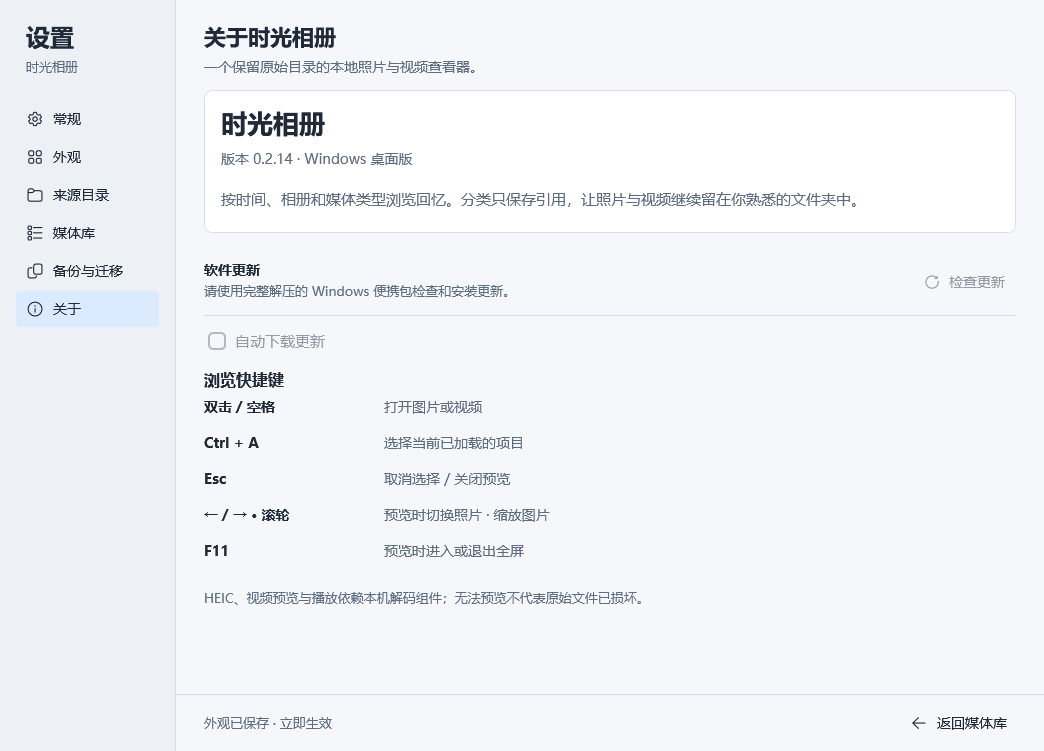 设置
时光相册
常规
外观
来源目录
媒体库
备份与迁移
关于
关于时光相册
一个保留原始目录的本地照片与视频查看器。
时光相册
版本 0.2.14 · Windows 桌面版
按时间、相册和媒体类型浏览回忆。分类只保存引用，让照片与视频继续留在你熟悉的文件夹中。
软件更新
请使用完整解压的 Windows 便携包检查和安装更新。
检查更新
自动下载更新
浏览快捷键
双击 / 空格 打开图片或视频
Ctrl + A 选择当前已加载的项目
Esc 取消选择 / 关闭预览
← / → • 滚轮 预览时切换照片 · 缩放图片
F11 预览时进入或退出全屏
HEIC、视频预览与播放依赖本机解码组件；无法预览不代表原始文件已损坏。
外观已保存 · 立即生效
← 返回媒体库